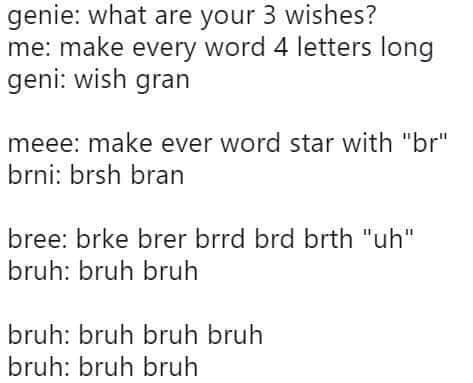 genie: what are your 3 wishes?
me: make every word 4 letters long
geni: wish gran
meee: make ever word star with "br"
brni: brsh bran
bree: brke brer brrd brd brth "uh"
bruh: bruh bruh
bruh: bruh bruh bruh
bruh: bruh bruh